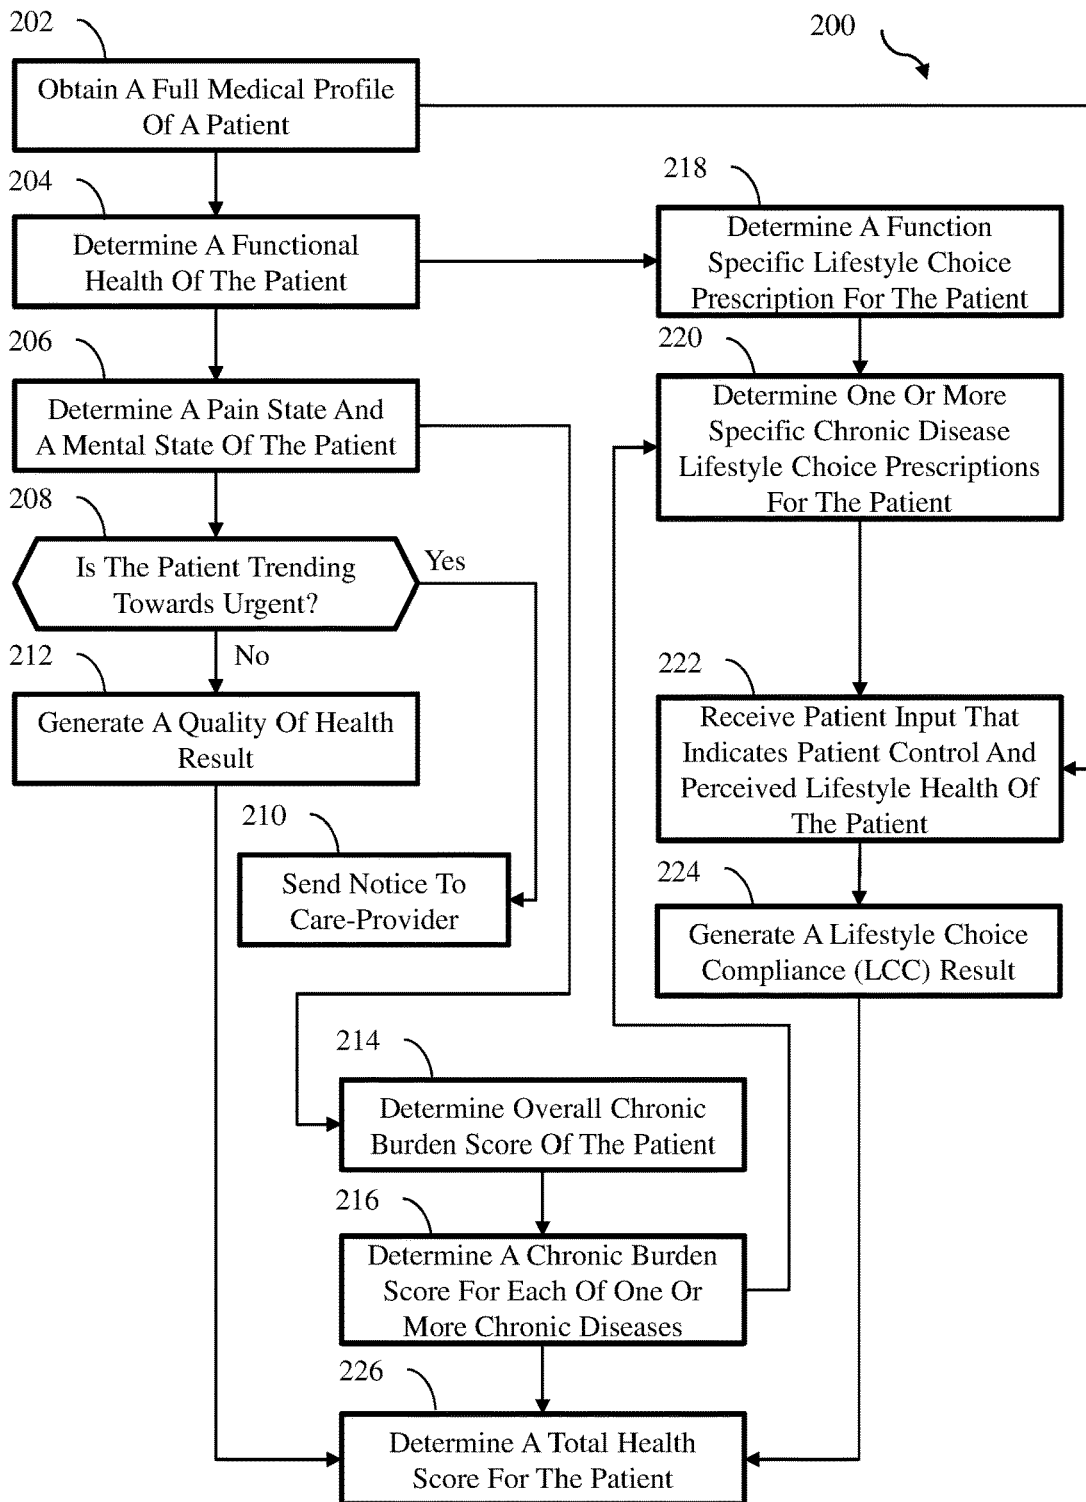 200
202
Obtain A Full Medical Profile
Of A Patient
204
Determine A Functional
Health Of The Patient
206
Determine A Pain State And
A Mental State Of The Patient
208
Is The Patient Trending
Towards Urgent?
Yes
No
212
Generate A Quality Of Health
Result
210
Send Notice To
Care-Provider
214
Determine Overall Chronic
Burden Score Of The Patient
216
Determine A Chronic Burden
Score For Each Of One Or
More Chronic Diseases
218
Determine A Function
Specific Lifestyle Choice
Prescription For The Patient
220
Determine One Or More
Specific Chronic Disease
Lifestyle Choice Prescriptions
For The Patient
222
Receive Patient Input That
Indicates Patient Control And
Perceived Lifestyle Health Of
The Patient
224
Generate A Lifestyle Choice
Compliance (LCC) Result
226
Determine A Total Health
Score For The Patient